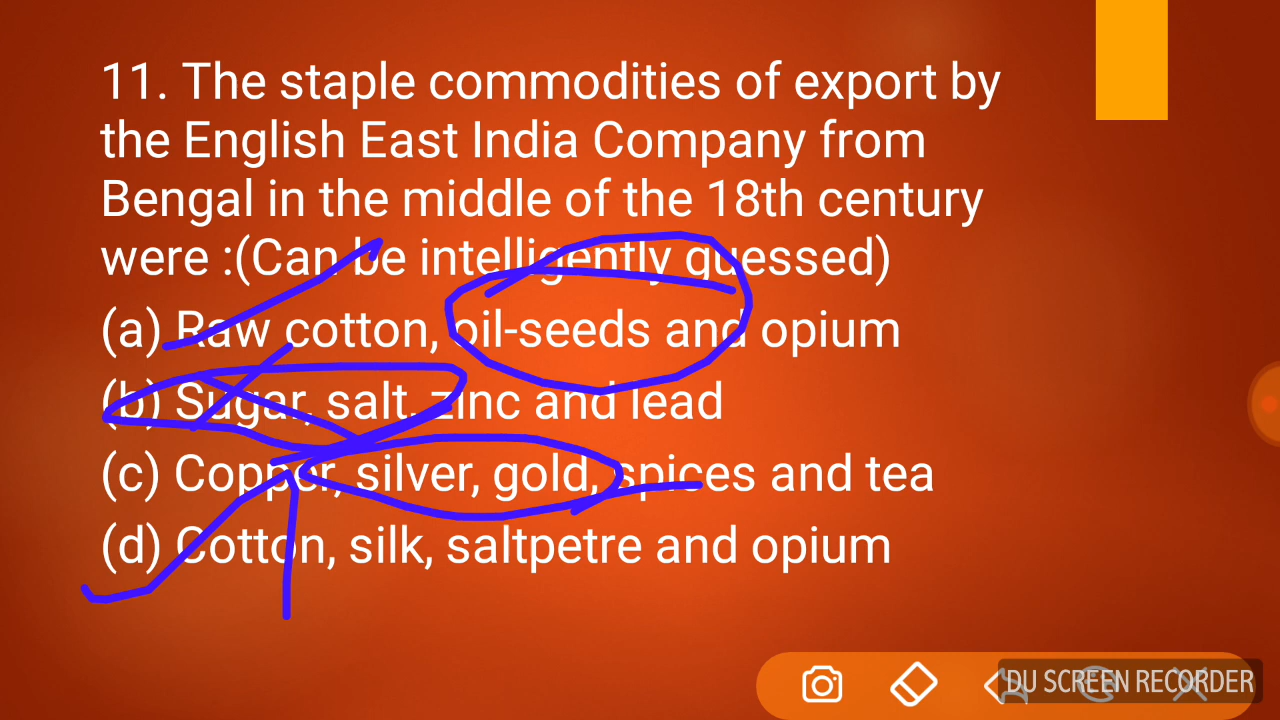 11. The staple commodities of export by
the English East India Company from
Bengal in the middle of the 18th century
were :(Can be intelligently guessed)
(a) Raw cotton, oil-seeds and opium
(b) Sugar, salt, zinc and lead
(c) Copper, silver, gold, spices and tea
(d) Cotton, silk, saltpetre and opium
DU SCREEN RECORDER